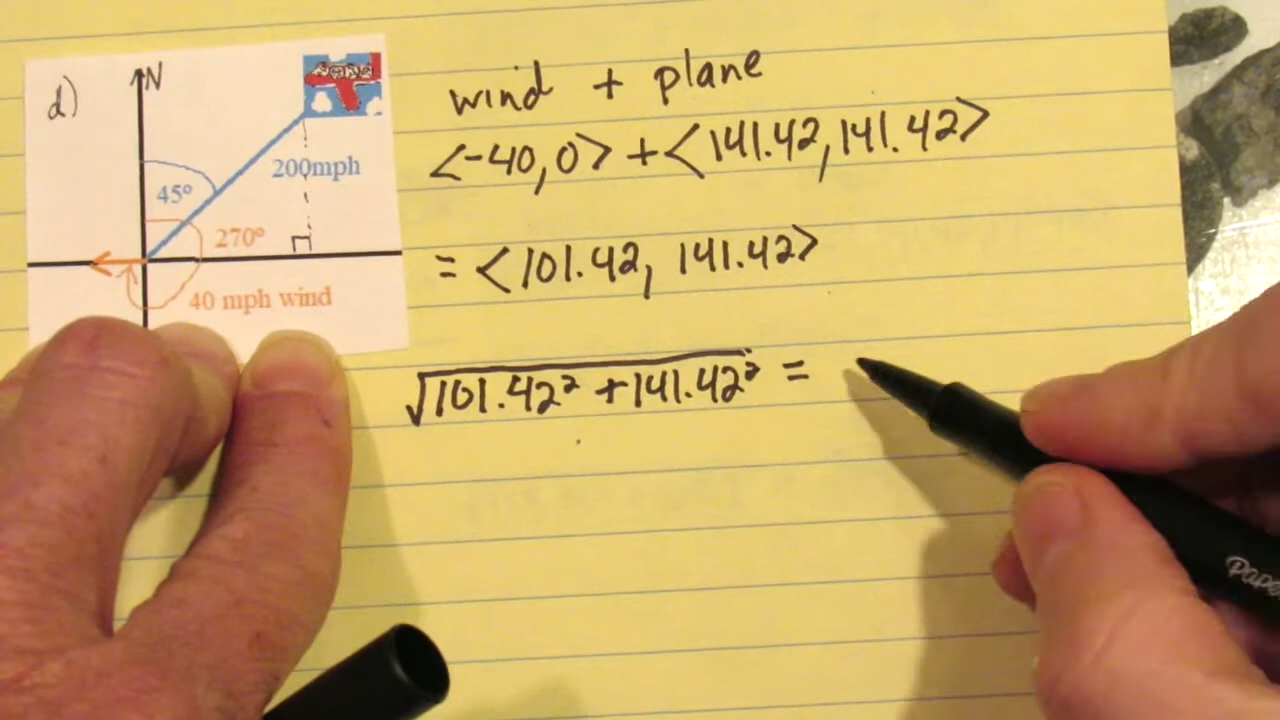 d)
N
45°
200mph
270°
40 mph wind
wind + plane
<-40,0> + <141.42, 141.42>
= <101.42, 141.42>
√101.42² + 141.42² =